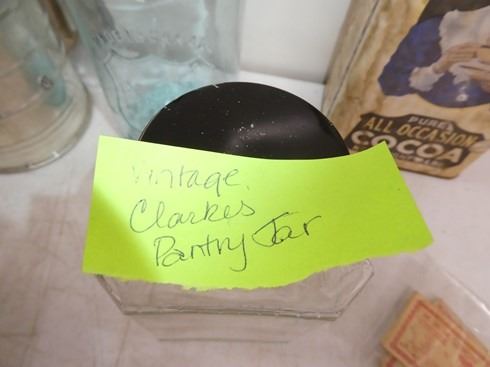 Vintage
Clarkes
Pantry Jar
PURE
ALL OCCASION
COCOA